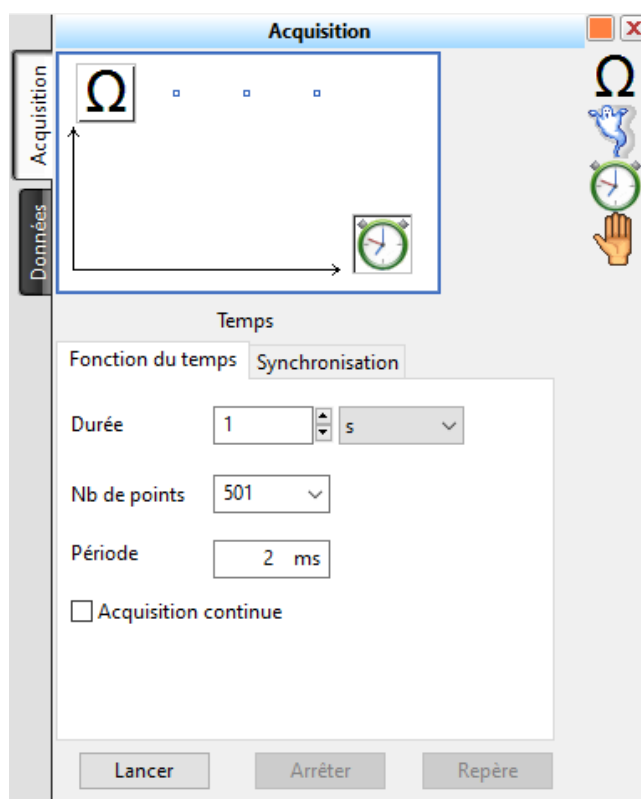 Acquisition
Acquisition
Données
Ω
Ω
Temps
Fonction du temps
Synchronisation
Durée
1
s
Nb de points
501
Période
2 ms
Acquisition continue
Lancer
Arrêter
Repère